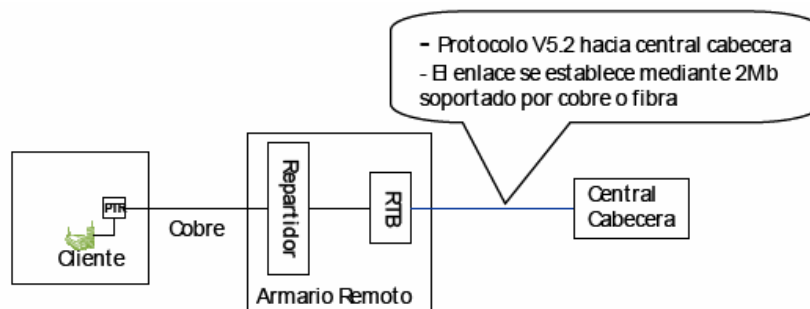 - Protocolo V5.2 hacia central cabecera
- El enlace se establece mediante 2Mb
soportado por cobre o fibra
PTR
Cliente
Cobre
Repartidor
RTB
Armario Remoto
Central
Cabecera